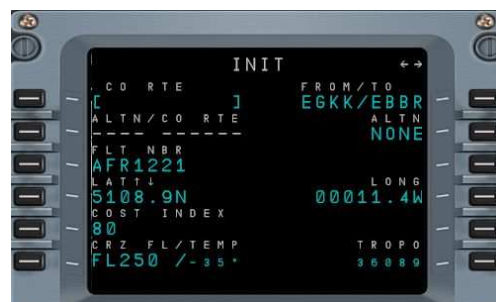 INIT ←→
CO RTE FROM/TO
[ ] EGKK/EBBR
ALTN/CO RTE ALTN
---- ------ NONE
FLT NBR
AFR1221
LAT↑↓ LONG
5108.9N 00011.4W
COST INDEX
80
CRZ FL/TEMP TROPO
FL250 /-35° 36089